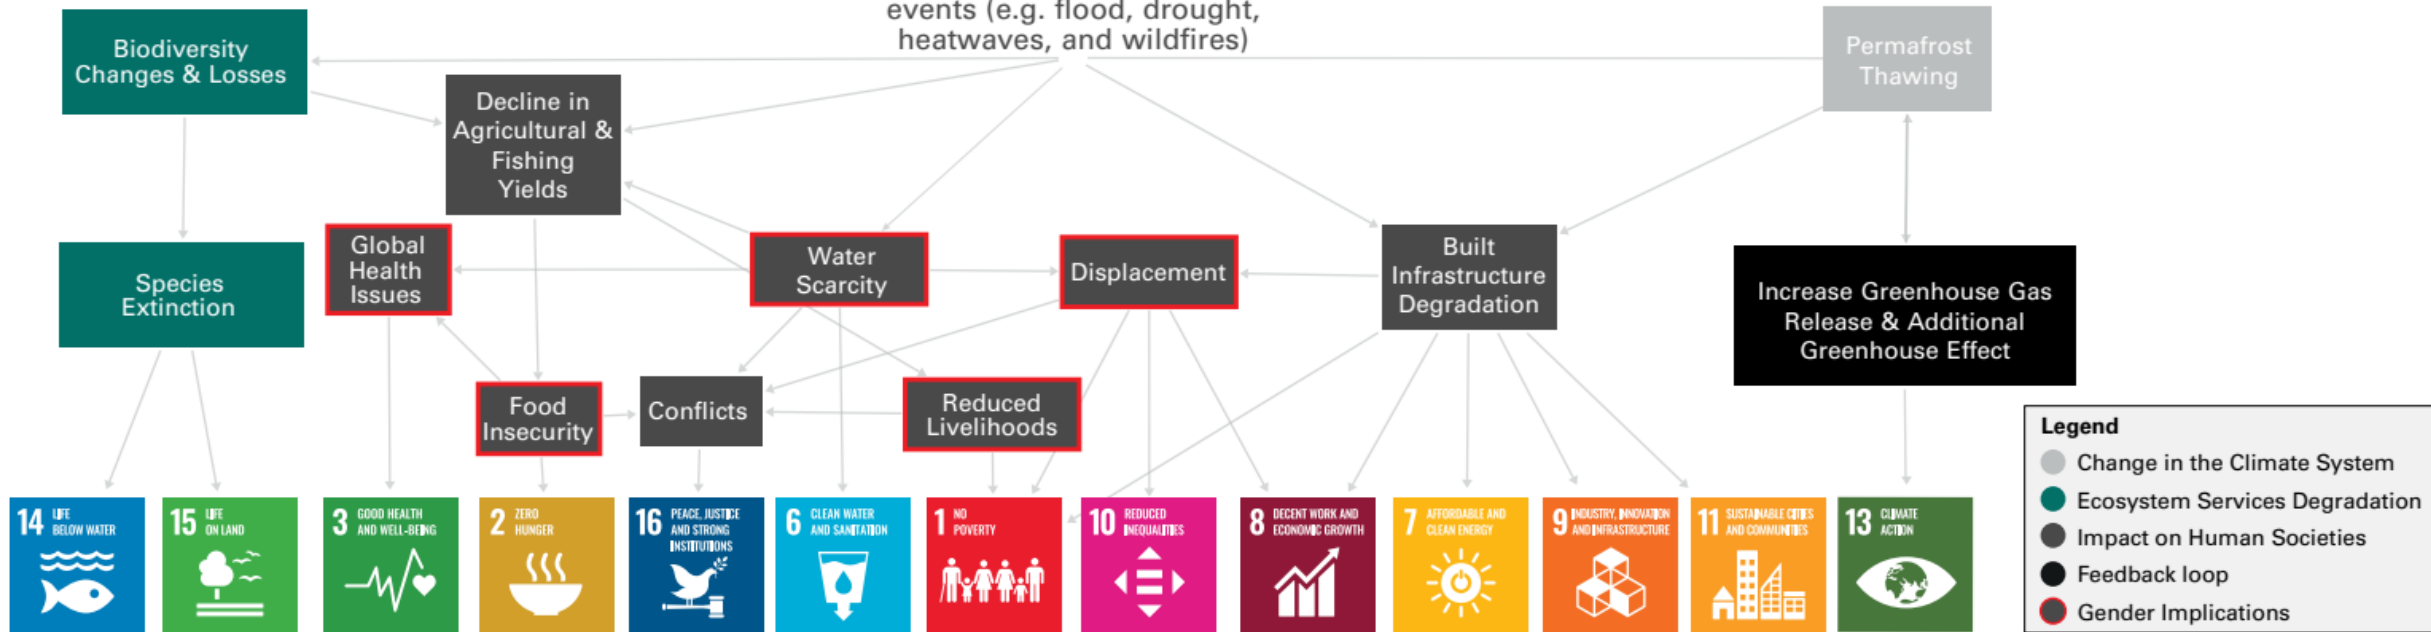 events (e.g. flood, drought,
heatwaves, and wildfires)
Biodiversity
Changes & Losses
Permafrost
Thawing
Decline in
Agricultural &
Fishing
Yields
Global
Health
Issues
Water
Scarcity
Displacement
Built
Infrastructure
Degradation
Species
Extinction
Increase Greenhouse Gas
Release & Additional
Greenhouse Effect
Food
Insecurity
Conflicts
Reduced
Livelihoods
Legend
Change in the Climate System
Ecosystem Services Degradation
Impact on Human Societies
Feedback loop
Gender Implications
14 LIFE
BELOW WATER
15 LIFE
ON LAND
3 GOOD HEALTH
AND WELL-BEING
2 ZERO
HUNGER
16 PEACE, JUSTICE
AND STRONG
INSTITUTIONS
6 CLEAN WATER
AND SANITATION
1 NO
POVERTY
10 REDUCED
INEQUALITIES
8 DECENT WORK AND
ECONOMIC GROWTH
7 AFFORDABLE AND
CLEAN ENERGY
9 INDUSTRY, INNOVATION
AND INFRASTRUCTURE
11 SUSTAINABLE CITIES
AND COMMUNITIES
13 CLIMATE
ACTION